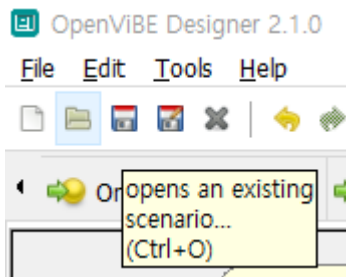 OpenViBE Designer 2.1.0
File Edit Tools Help
opens an existing
scenario...
(Ctrl+O)